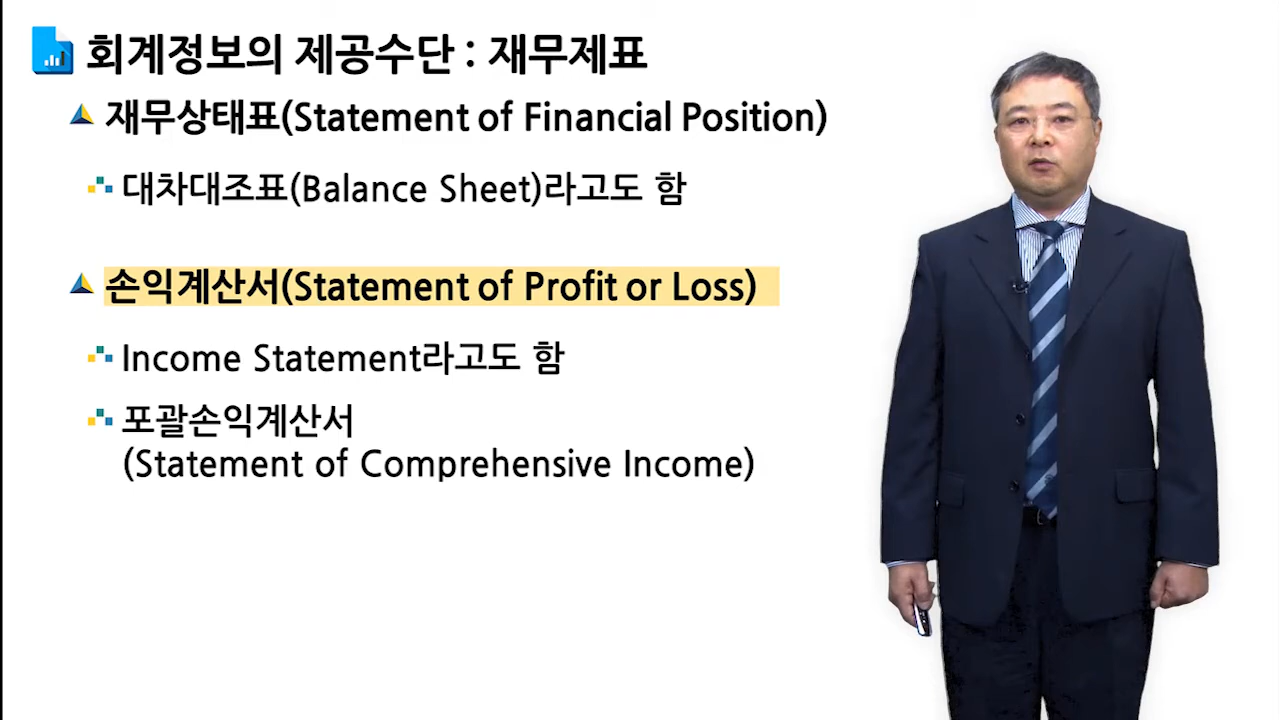 회계정보의 제공수단 : 재무제표
재무상태표(Statement of Financial Position)
대차대조표(Balance Sheet)라고도 함
손익계산서(Statement of Profit or Loss)
Income Statement라고도 함
포괄손익계산서
(Statement of Comprehensive Income)